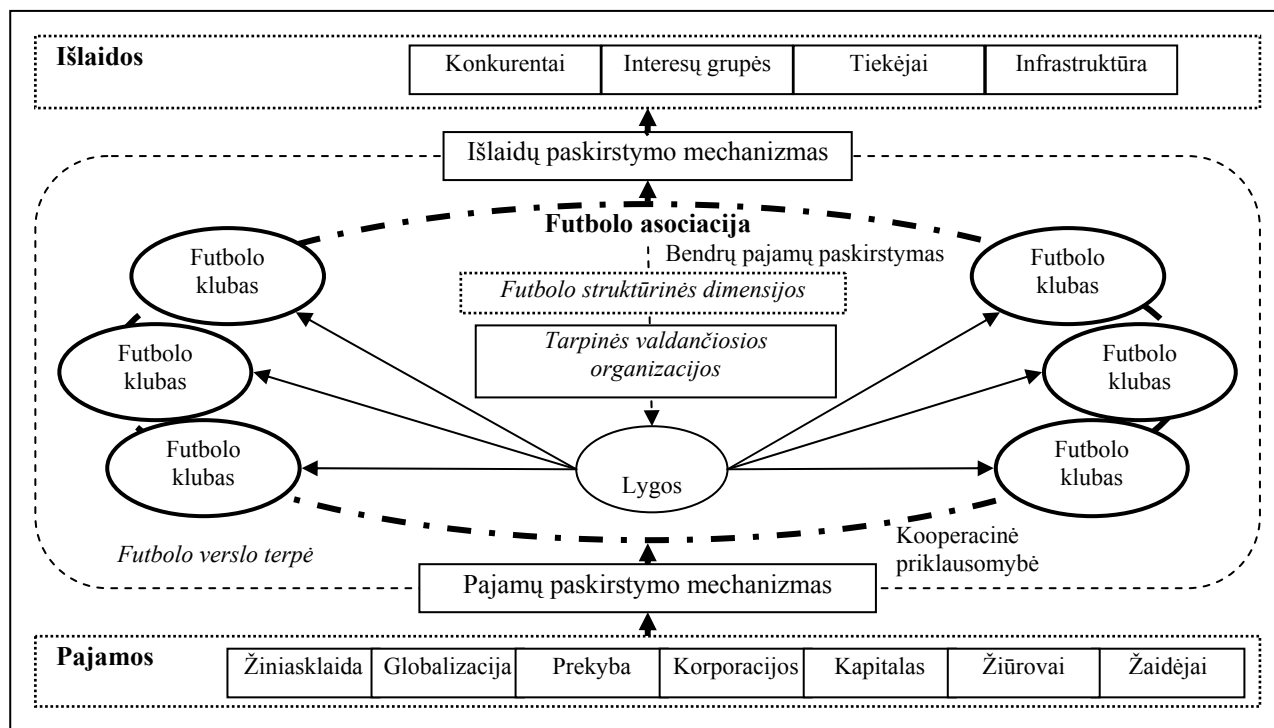 Išlaidos
Konkurentai
Interesų grupės
Tiekėjai
Infrastruktūra
Išlaidų paskirstymo mechanizmas
Futbolo asociacija
Bendrų pajamų paskirstymas
Futbolo struktūrinės dimensijos
Tarpinės valdančiosios
organizacijos
Futbolo
klubas
Futbolo
klubas
Futbolo
klubas
Futbolo
klubas
Futbolo
klubas
Futbolo
klubas
Lygos
Futbolo verslo terpė
Kooperacinė
priklausomybė
Pajamų paskirstymo mechanizmas
Pajamos
Žiniasklaida
Globalizacija
Prekyba
Korporacijos
Kapitalas
Žiūrovai
Žaidėjai